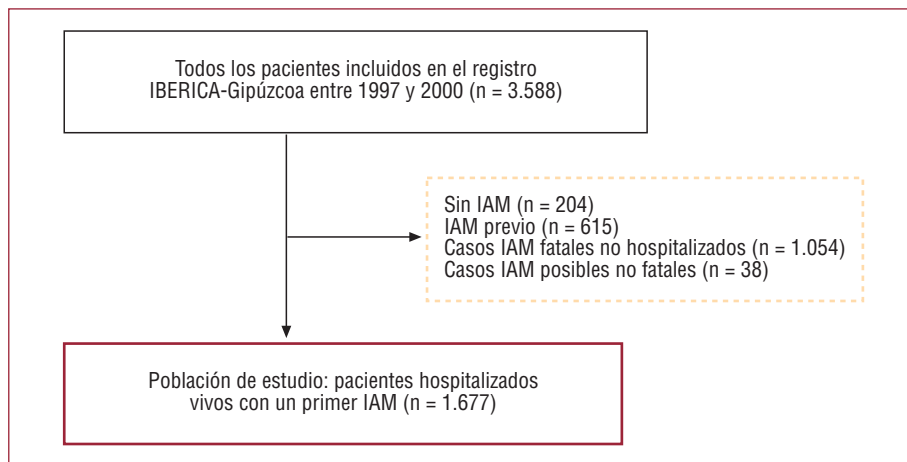 Todos los pacientes incluidos en el registro
IBERICA-Gipúzcoa entre 1997 y 2000 (n = 3.588)
Sin IAM (n = 204)
IAM previo (n = 615)
Casos IAM fatales no hospitalizados (n = 1.054)
Casos IAM posibles no fatales (n = 38)
Población de estudio: pacientes hospitalizados
vivos con un primer IAM (n = 1.677)